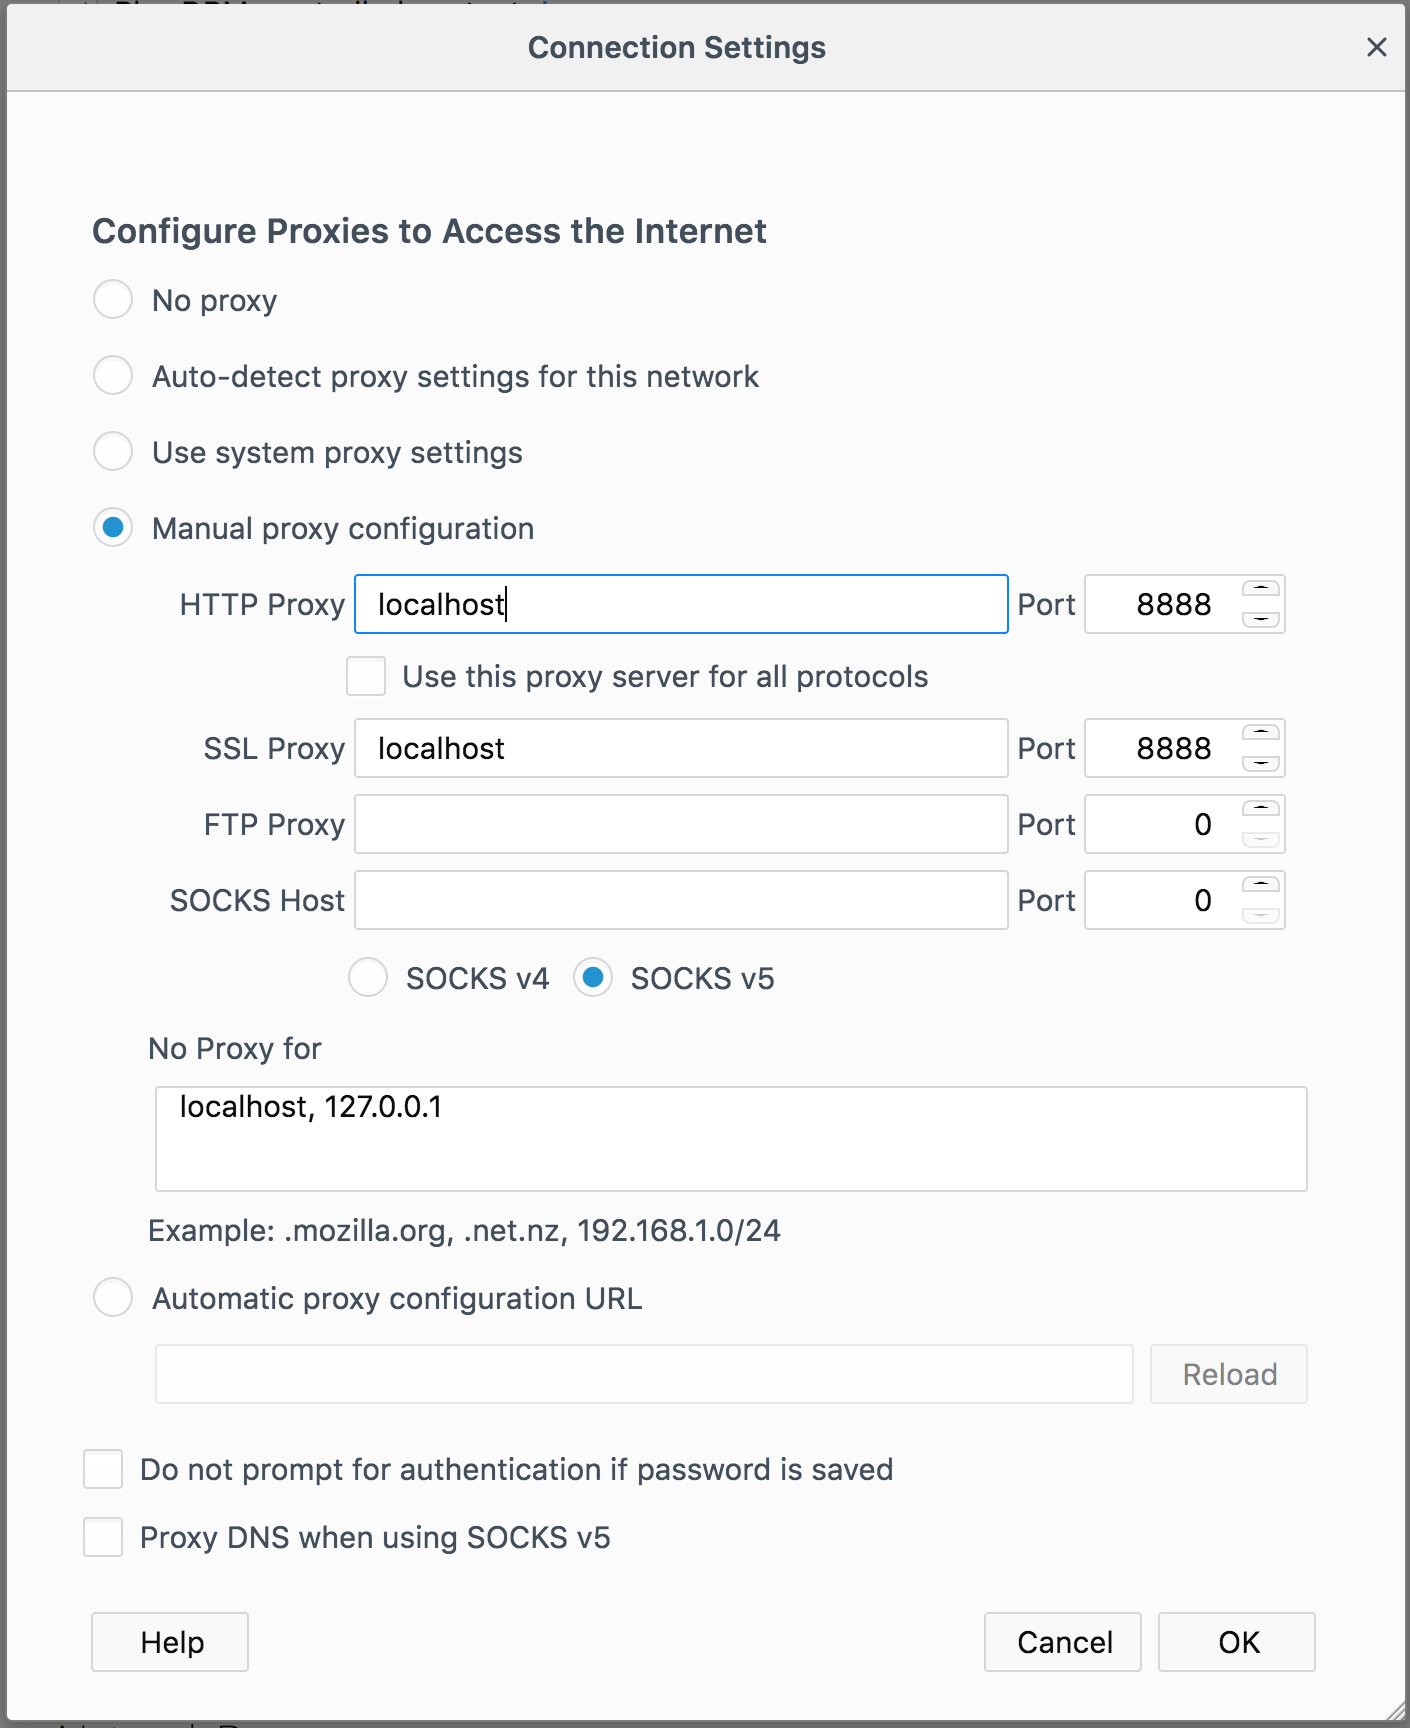 Connection Settings
Configure Proxies to Access the Internet
No proxy
Auto-detect proxy settings for this network
Use system proxy settings
Manual proxy configuration
HTTP Proxy localhost Port 8888
Use this proxy server for all protocols
SSL Proxy localhost Port 8888
FTP Proxy Port 0
SOCKS Host Port 0
SOCKS v4 SOCKS v5
No Proxy for
localhost, 127.0.0.1
Example: .mozilla.org, .net.nz, 192.168.1.0/24
Automatic proxy configuration URL
Reload
Do not prompt for authentication if password is saved
Proxy DNS when using SOCKS v5
Help Cancel OK